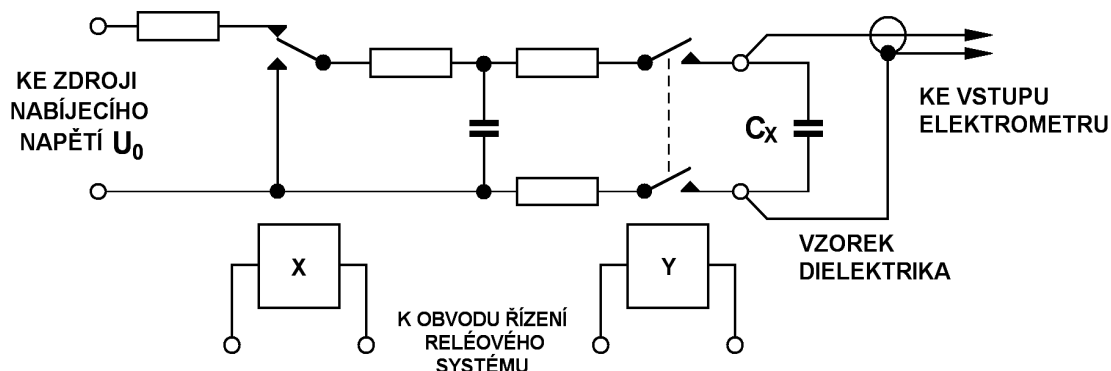 KE ZDROJI
NABÍJECÍHO
NAPĚTÍ U0
CX
KE VSTUPU
ELEKTROMETRU
VZOREK
DIELEKTRIKA
X
Y
K OBVODU ŘÍZENÍ
RELÉOVÉHO
SYSTÉMU